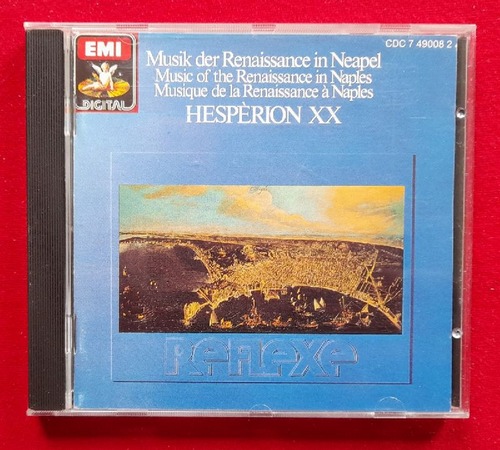 EMI
DIGITAL
CDC 7 49008 2
Musik der Renaissance in Neapel
Music of the Renaissance in Naples
Musique de la Renaissance à Naples
HESPÈRION XX
Reflexe